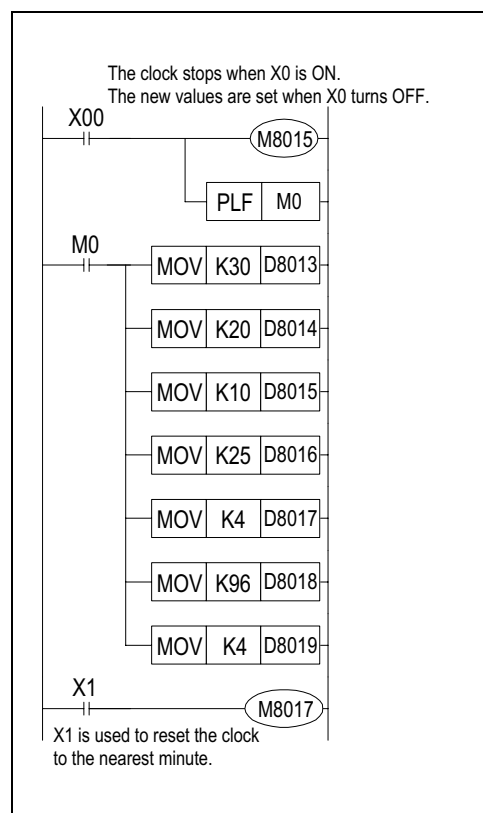 The clock stops when X0 is ON.
The new values are set when X0 turns OFF.
X00
M8015
PLF M0
M0
MOV K30 D8013
MOV K20 D8014
MOV K10 D8015
MOV K25 D8016
MOV K4 D8017
MOV K96 D8018
MOV K4 D8019
X1
M8017
X1 is used to reset the clock
to the nearest minute.